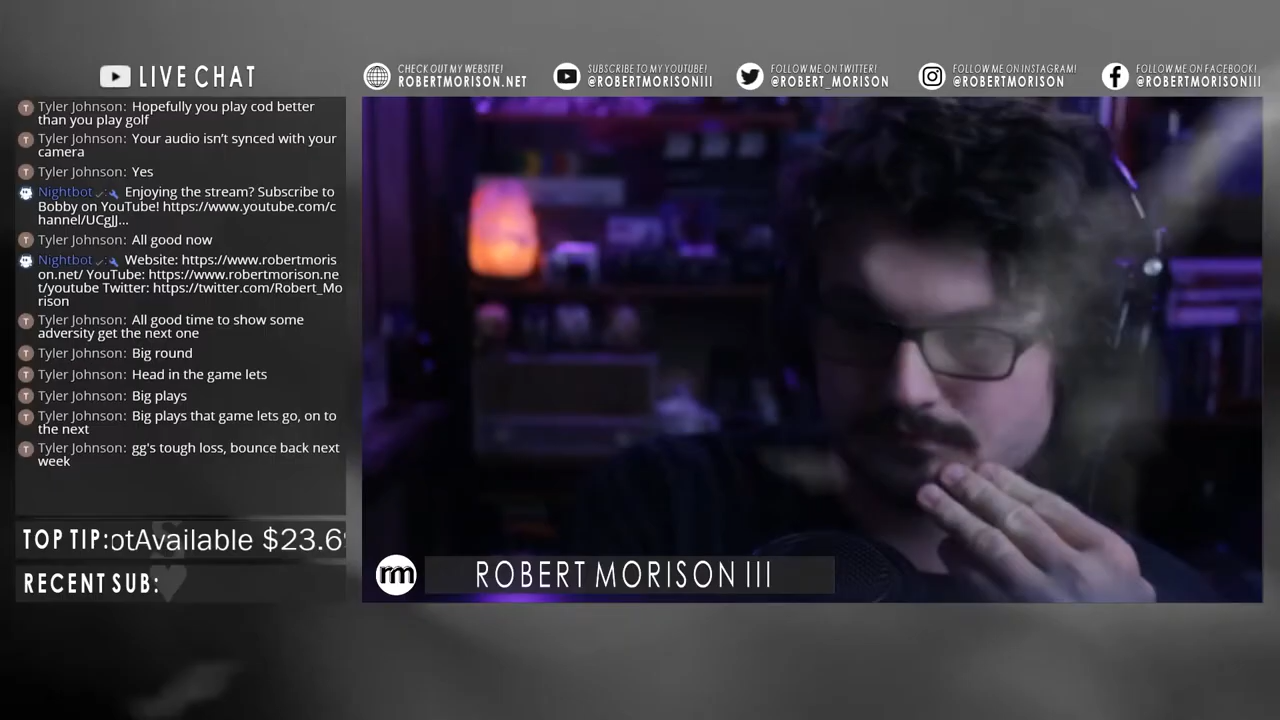 LIVE CHAT
CHECK OUT MY WEBSITE!
ROBERTMORISON.NET
SUBSCRIBE TO MY YOUTUBE!
@ROBERTMORISONIII
FOLLOW ME ON TWITTER!
@ROBERT_MORISON
FOLLOW ME ON INSTAGRAM!
@ROBERTMORISON
FOLLOW ME ON FACEBOOK!
@ROBERTMORISONIII
T Tyler Johnson: Hopefully you play cod better
than you play golf
T Tyler Johnson: Your audio isn't synced with your
camera
T Tyler Johnson: Yes
Nightbot: Enjoying the stream? Subscribe to
Bobby on YouTube! https://www.youtube.com/c
hannel/UCgJJ...
T Tyler Johnson: All good now
Nightbot: Website: https://www.robertmoris
on.net/ YouTube: https://www.robertmorison.ne
t/youtube Twitter: https://twitter.com/Robert_Mo
rison
T Tyler Johnson: All good time to show some
adversity get the next one
T Tyler Johnson: Big round
T Tyler Johnson: Head in the game lets
T Tyler Johnson: Big plays
T Tyler Johnson: Big plays that game lets go, on to
the next
T Tyler Johnson: gg's tough loss, bounce back next
week
TOP TIP: otAvailable $23.6
RECENT SUB:
rm ROBERT MORISON III